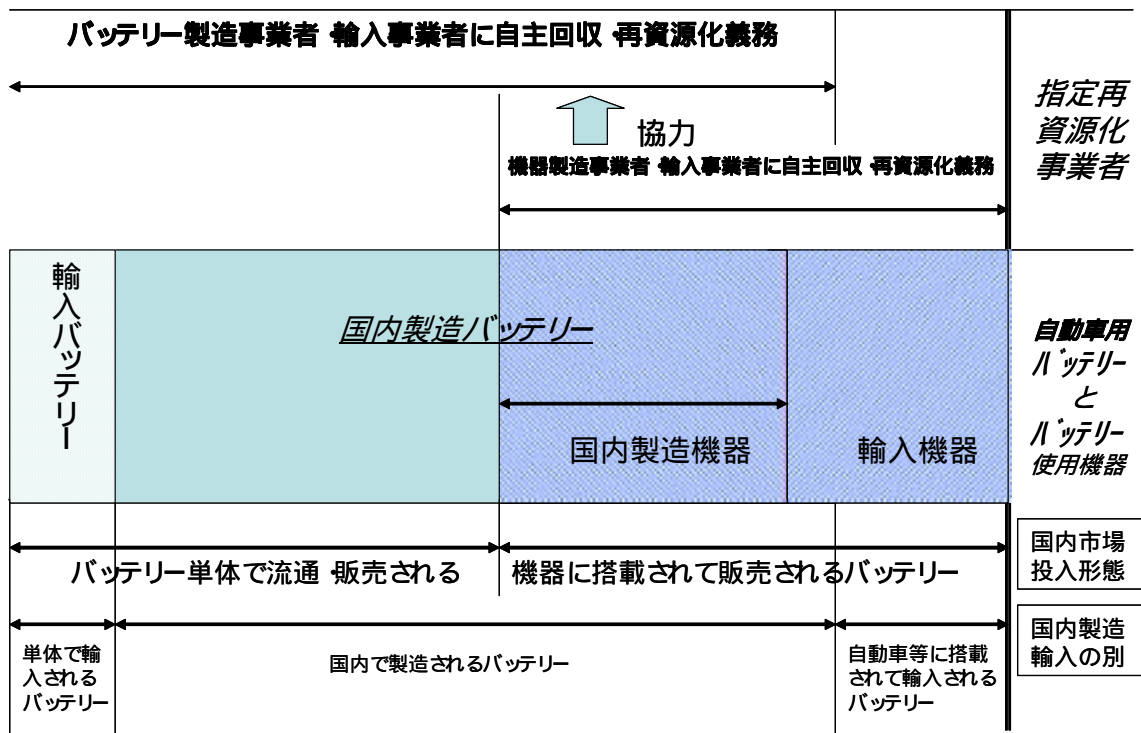 バッテリー製造事業者・輸入事業者に自主回収・再資源化義務
協力
機器製造事業者・輸入事業者に自主回収・再資源化義務
指定再
資源化
事業者
輸入バッテリー
国内製造バッテリー
国内製造機器
輸入機器
自動車用
バッテリー
と
バッテリー
使用機器
バッテリー単体で流通・販売される
機器に搭載されて販売されるバッテリー
国内市場
投入形態
単体で輸
入される
バッテリー
国内で製造されるバッテリー
自動車等に搭載
されて輸入される
バッテリー
国内製造
輸入の別